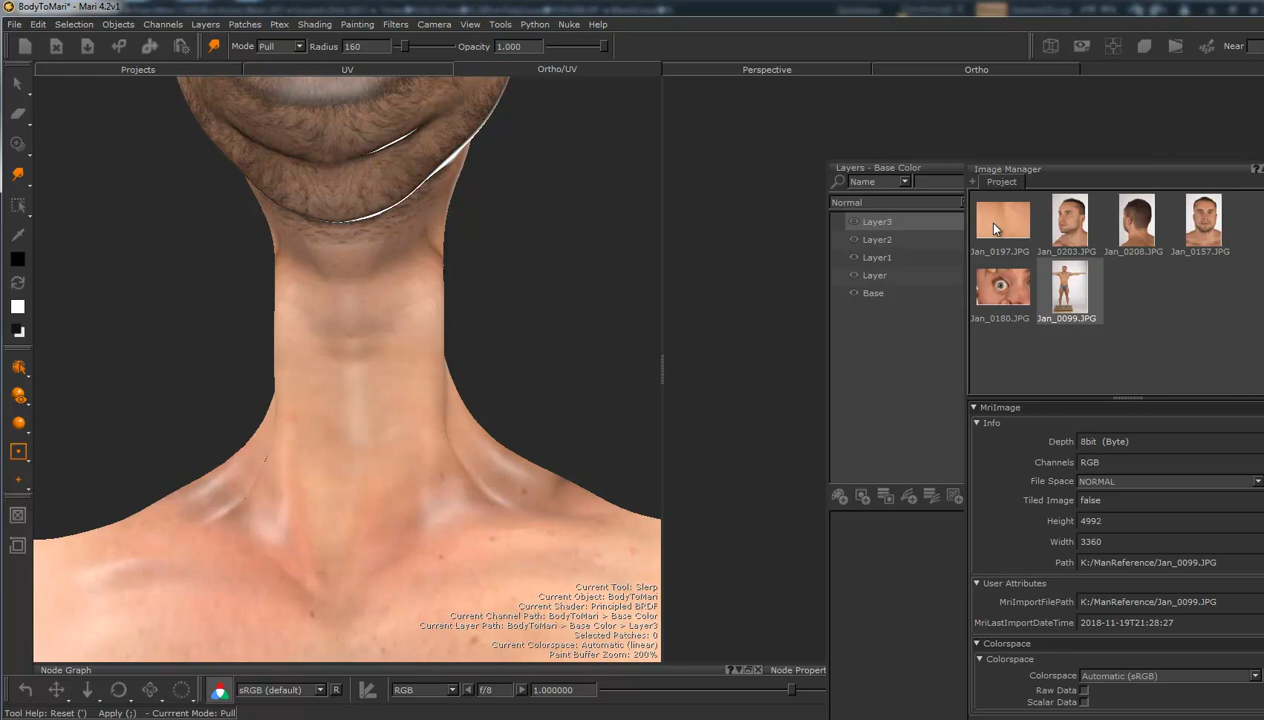 BodyToMari* - Mari 4.2v1
File Edit Selection Objects Channels Layers Patches Ptex Shading Painting Filters Camera View Tools Python Nuke Help
Mode Pull Radius 160 Opacity 1.000 Near
Projects UV Ortho/UV Perspective Ortho
Layers - Base Color
Name
Normal
Layer3
Layer2
Layer1
Layer
Base
Image Manager
Project
Jan_0197.JPG Jan_0203.JPG Jan_0208.JPG Jan_0157.JPG
Jan_0180.JPG Jan_0099.JPG
MriImage
Info
Depth 8bit (Byte)
Channels RGB
File Space NORMAL
Tiled Image false
Height 4992
Width 3360
Path K:/ManReference/Jan_0099.JPG
User Attributes
MriImportFilePath K:/ManReference/Jan_0099.JPG
MriLastImportDateTime 2018-11-19T21:28:27
Colorspace
Colorspace
Colorspace Automatic (sRGB)
Raw Data
Scalar Data
Current Tool: Slerp
Current Object: BodyToMari
Current Shader: Principled BRDF
Current Channel Path: BodyToMari > Base Color
Current Layer Path: BodyToMari > Base Color > Layer3
Selected Patches: 0
Current Colorspace: Automatic (linear)
Paint Buffer Zoom: 200%
Node Graph Node Propert
sRGB (default) R RGB f/8 1.000000
Tool Help: Reset (') Apply (;) - Currrent Mode: Pull